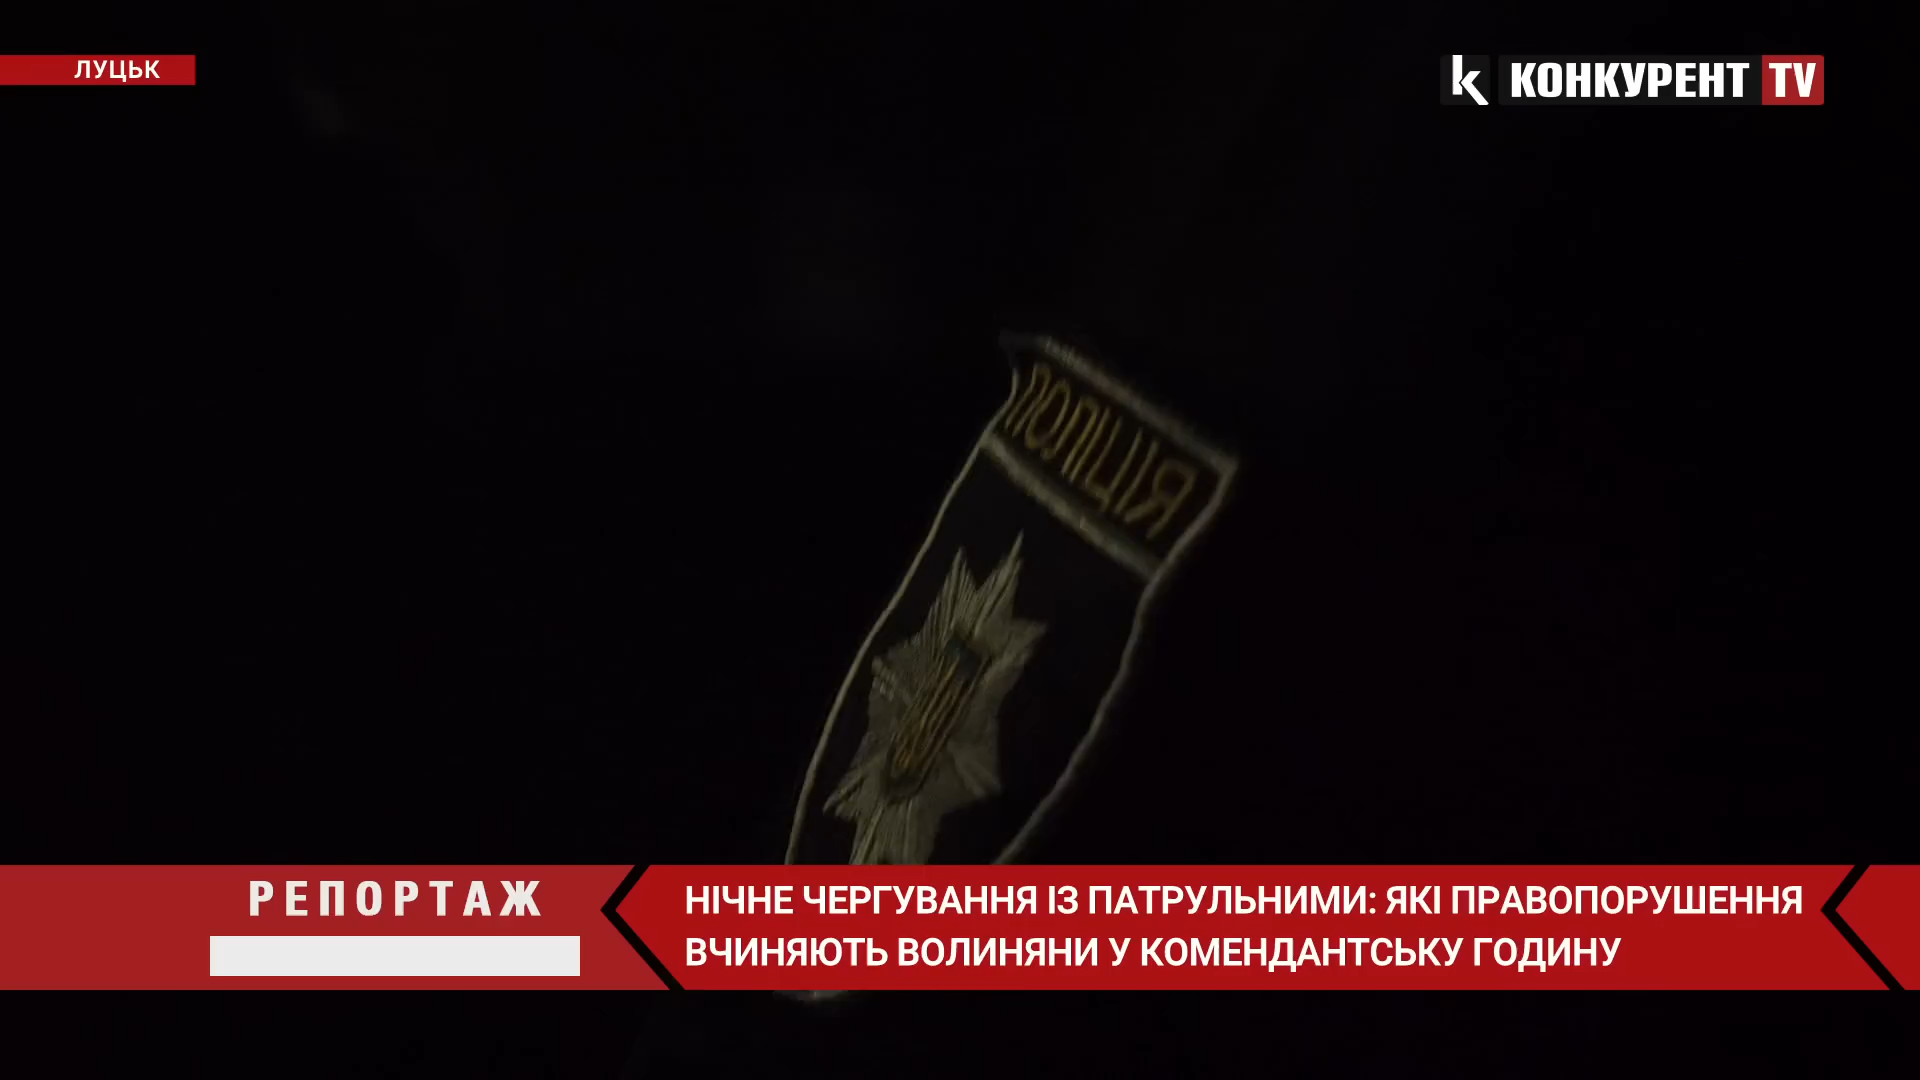 ЛУЦЬК
k КОНКУРЕНТ TV
ПОЛІЦІЯ
РЕПОРТАЖ
НІЧНЕ ЧЕРГУВАННЯ ІЗ ПАТРУЛЬНИМИ: ЯКІ ПРАВОПОРУШЕННЯ
ВЧИНЯЮТЬ ВОЛИНЯНИ У КОМЕНДАНТСЬКУ ГОДИНУ